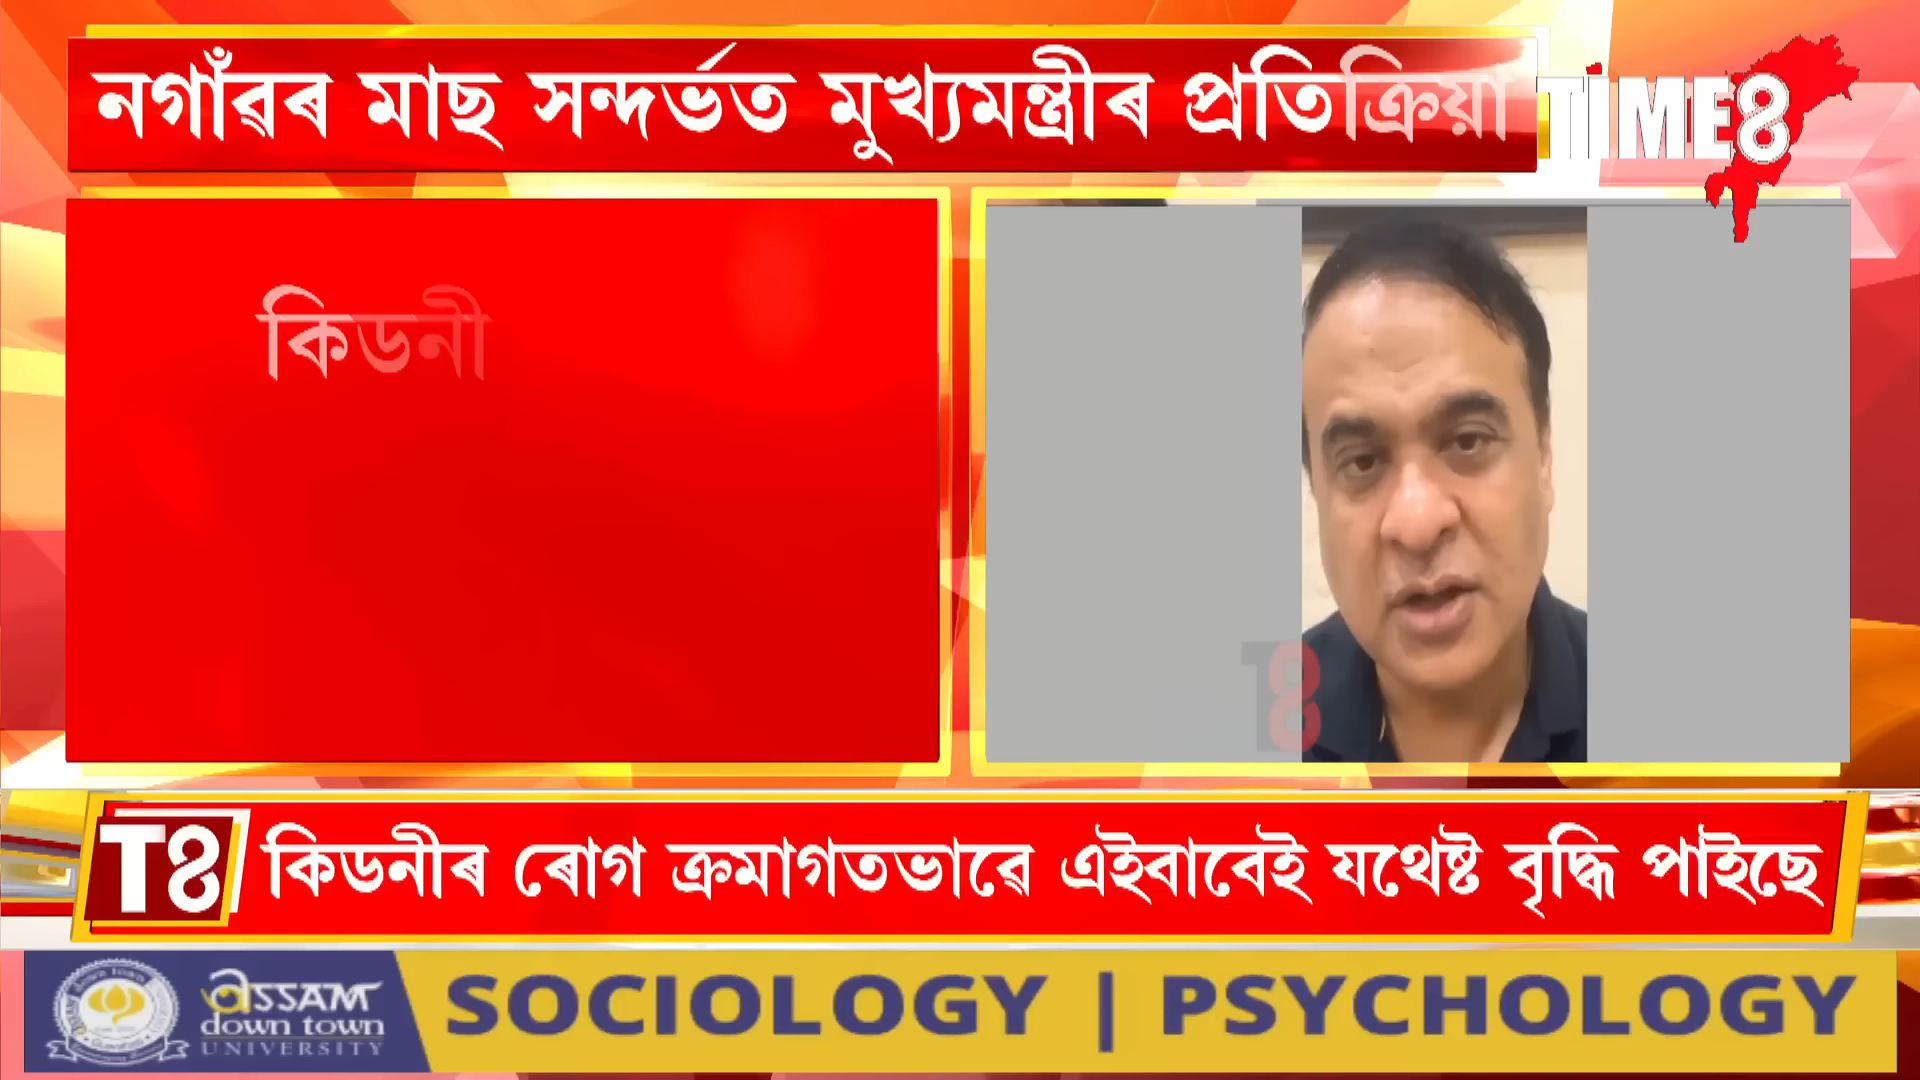 নগাঁৱৰ মাছ সন্দৰ্ভত মুখ্যমন্ত্ৰীৰ প্ৰতিক্ৰিয়া
TIME8
কিডনী
T8
T8 কিডনীৰ ৰোগ ক্ৰমাগতভাৱে এইবাবেই যথেষ্ট বৃদ্ধি পাইছে
assam
down town
UNIVERSITY
SOCIOLOGY | PSYCHOLOGY